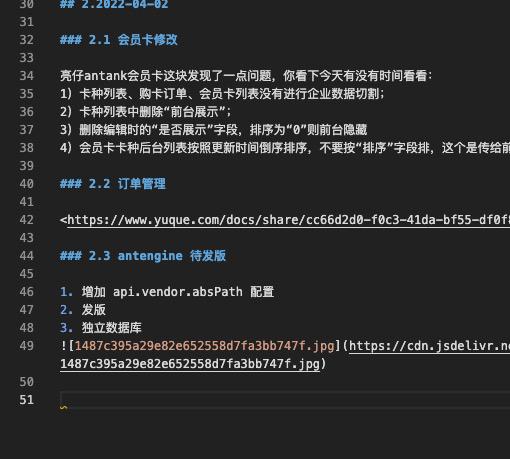 30 ## 2.2022-04-02
31
32 ### 2.1 会员卡修改
33
34 亮仔antank会员卡这块发现了一点问题，你看下今天有没有时间看看：
35 1）卡种列表、购卡订单、会员卡列表没有进行企业数据切割；
36 2）卡种列表中删除“前台展示”；
37 3）删除编辑时的“是否展示”字段，排序为“0”则前台隐藏
38 4）会员卡卡种后台列表按照更新时间倒序排序，不要按“排序”字段排，这个是传给前
39
40 ### 2.2 订单管理
41
42 <https://www.yuque.com/docs/share/cc66d2d0-f0c3-41da-bf55-df0f8
43
44 ### 2.3 antengine 待发版
45
46 1. 增加 api.vendor.absPath 配置
47 2. 发版
48 3. 独立数据库
49 ![1487c395a29e82e652558d7fa3bb747f.jpg](https://cdn.jsdelivr.ne
1487c395a29e82e652558d7fa3bb747f.jpg)
50
51